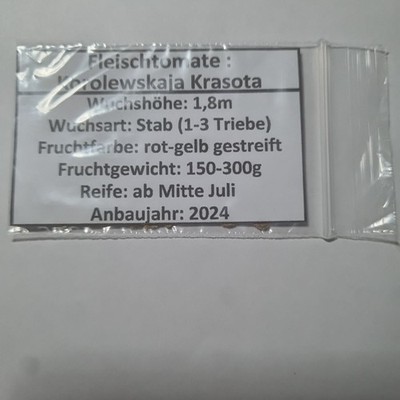 Fleischtomate :
Korolewskaja Krasota
Wuchshöhe: 1,8m
Wuchsart: Stab (1-3 Triebe)
Fruchtfarbe: rot-gelb gestreift
Fruchtgewicht: 150-300g
Reife: ab Mitte Juli
Anbaujahr: 2024